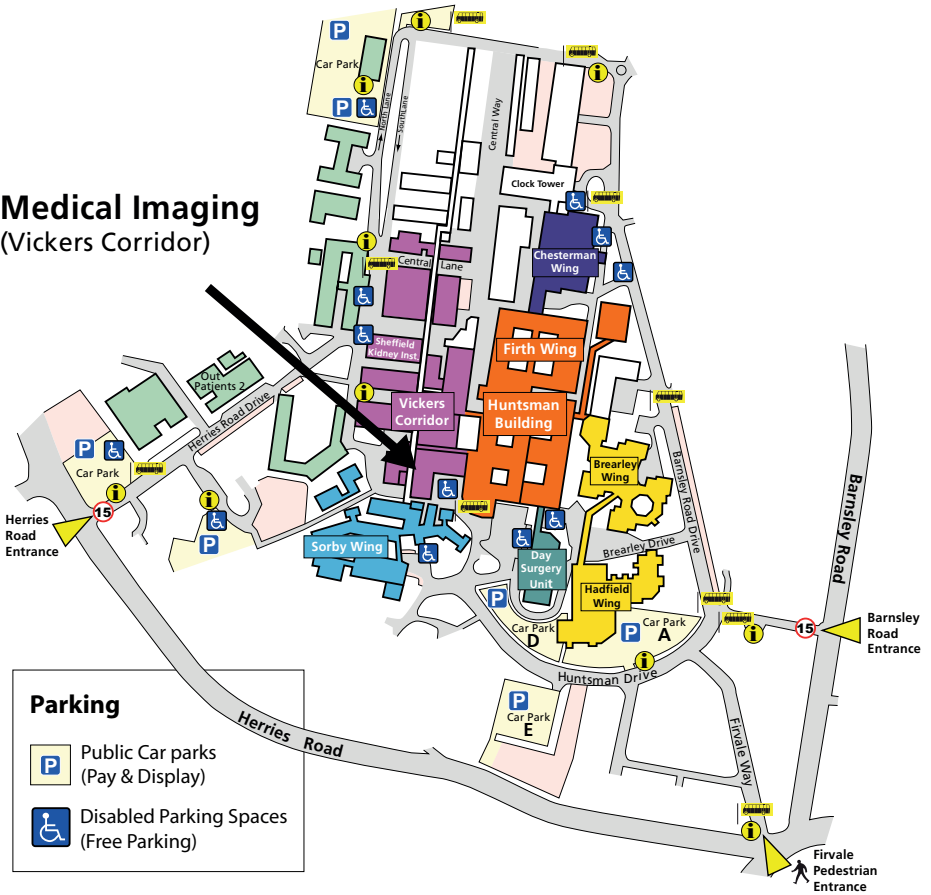 P
Car Park
P
North Lane
SouthLane
Central Way
Clock Tower
Medical Imaging
(Vickers Corridor)
Central Lane
Chesterman
Wing
Sheffield
Kidney Inst.
Firth Wing
Out
Patients 2
Herries Road Drive
Vickers
Corridor
Huntsman
Building
Brearley
Wing
Barnsley Road Drive
Barnsley Road
P
Car Park
15
Herries
Road
Entrance
P
Sorby Wing
Brearley Drive
Day
Surgery
Unit
Hadfield
Wing
P
Car Park
D
P
Car Park
A
15
Barnsley
Road
Entrance
Huntsman Drive
P
Car Park
E
Firvale Way
Herries Road
Parking
P
Public Car parks
(Pay & Display)
Disabled Parking Spaces
(Free Parking)
Firvale
Pedestrian
Entrance
i
i
i
i
i
i
i
i
i
i